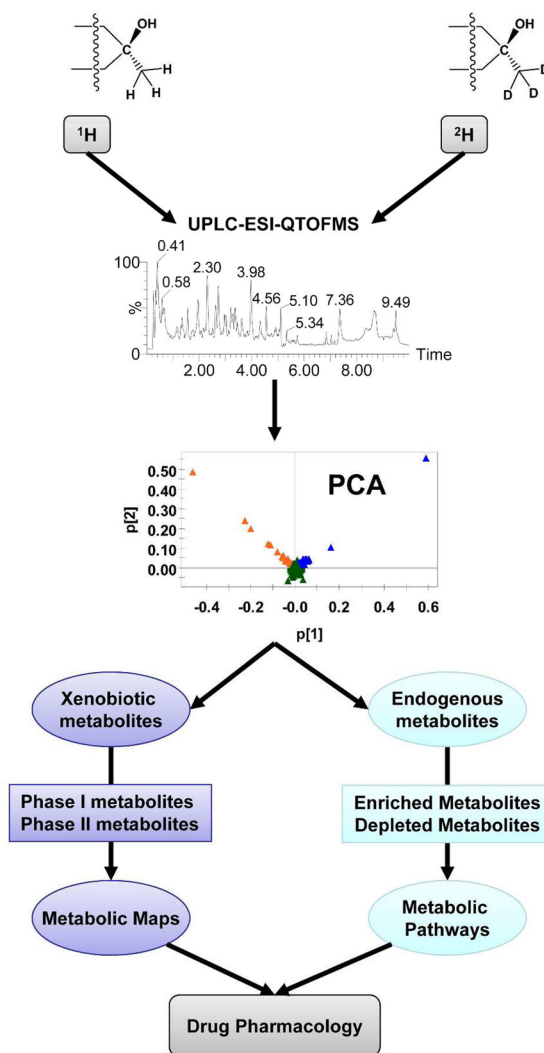 OH
C
H
H
H
OH
C
D
D
D
¹H
²H
UPLC-ESI-QTOFMS
100
%
0
0.41
0.58
2.30
3.98
4.56
5.10
5.34
7.36
9.49
Time
2.00 4.00 6.00 8.00
PCA
p[2]
0.50
0.40
0.30
0.20
0.10
0.00
-0.4 -0.2 -0.0 0.2 0.4 0.6
p[1]
Xenobiotic
metabolites
Endogenous
metabolites
Phase I metabolites
Phase II metabolites
Enriched Metabolites
Depleted Metabolites
Metabolic Maps
Metabolic
Pathways
Drug Pharmacology